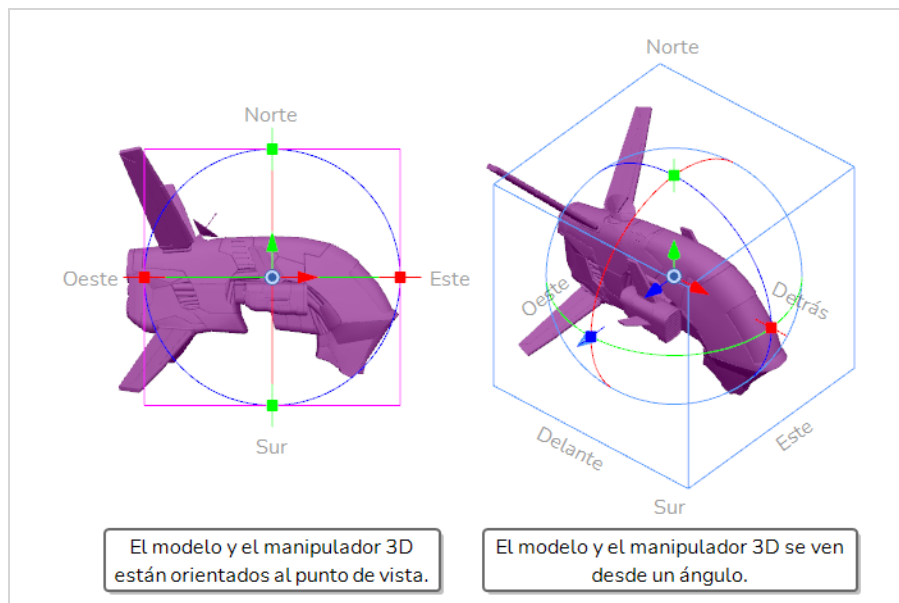 Norte
Oeste
Este
Sur
El modelo y el manipulador 3D
están orientados al punto de vista.
Norte
Oeste
Detrás
Delante
Este
Sur
El modelo y el manipulador 3D se ven
desde un ángulo.